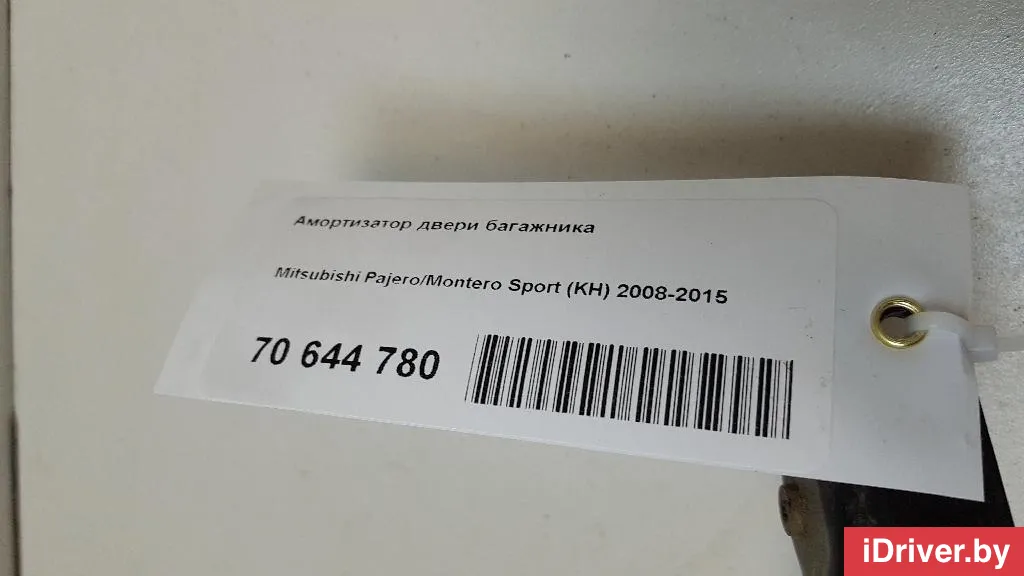 Амортизатор двери багажника
Mitsubishi Pajero/Montero Sport (KH) 2008-2015
70 644 780
iDriver.by